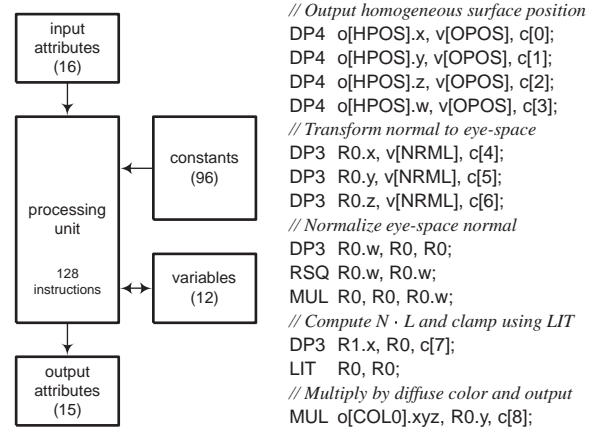 input
attributes
(16)
constants
(96)
processing
unit
128
instructions
variables
(12)
output
attributes
(15)
// Output homogeneous surface position
DP4 o[HPOS].x, v[OPOS], c[0];
DP4 o[HPOS].y, v[OPOS], c[1];
DP4 o[HPOS].z, v[OPOS], c[2];
DP4 o[HPOS].w, v[OPOS], c[3];
// Transform normal to eye-space
DP3 R0.x, v[NRML], c[4];
DP3 R0.y, v[NRML], c[5];
DP3 R0.z, v[NRML], c[6];
// Normalize eye-space normal
DP3 R0.w, R0, R0;
RSQ R0.w, R0.w;
MUL R0, R0, R0.w;
// Compute N · L and clamp using LIT
DP3 R1.x, R0, c[7];
LIT R0, R0;
// Multiply by diffuse color and output
MUL o[COL0].xyz, R0.y, c[8];